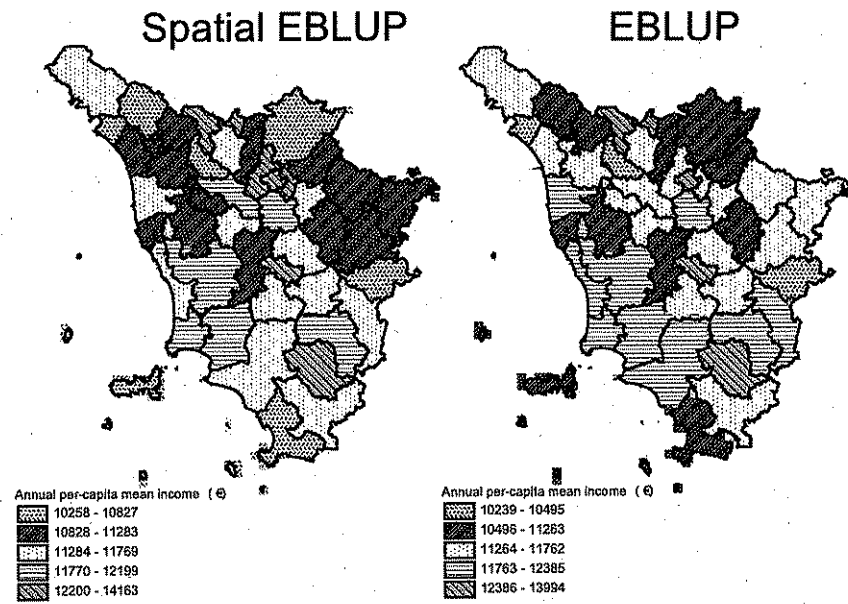 Spatial EBLUP
EBLUP
Annual per-capita mean income ( €)
10258 - 10827
10828 - 11283
11284 - 11769
11770 - 12199
12200 - 14163
Annual per-capita mean income ( €)
10239 - 10495
10496 - 11263
11264 - 11762
11763 - 12385
12386 - 13994